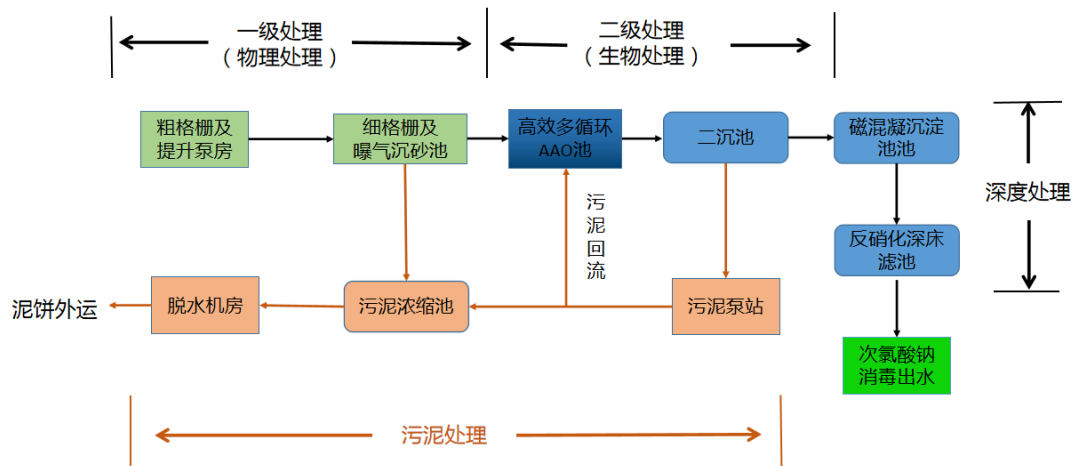 一级处理
（物理处理）
二级处理
（生物处理）
粗格栅及
提升泵房
细格栅及
曝气沉砂池
高效多循环
AAO池
二沉池
磁混凝沉淀
池池
深度处理
污
泥
回
流
反硝化深床
滤池
泥饼外运
脱水机房
污泥浓缩池
污泥泵站
次氯酸钠
消毒出水
污泥处理